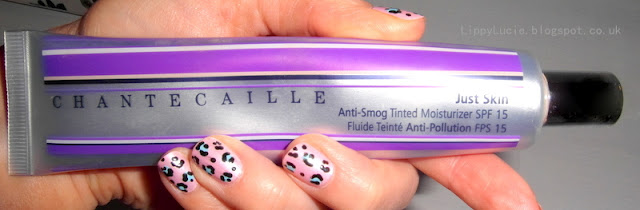 LippyLucie.blogspot.co.uk
CHANTECAILLE
Just Skin
Anti-Smog Tinted Moisturizer SPF 15
Fluide Teinté Anti-Pollution FPS 15